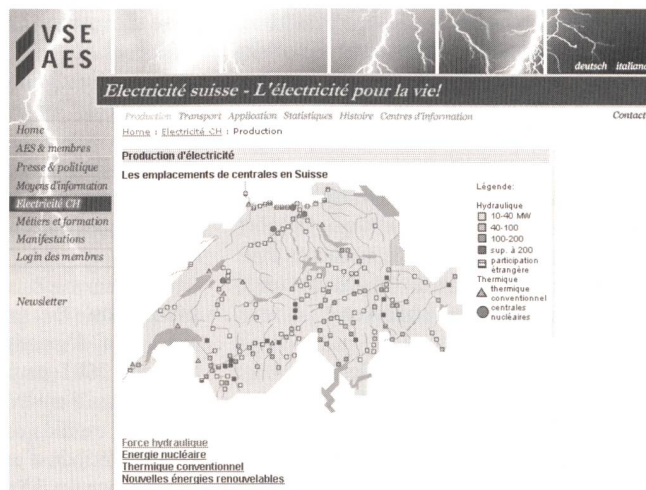 VSE
AES
deutsch italiano
Electricité suisse - L'électricité pour la vie!
Production Transport Application Statistiques Histoire Centres d'information Contact
Home : Electricité CH : Production
Home
AES & membres
Presse & politique
Moyens d'information
Electricité CH
Métiers et formation
Manifestations
Login des membres
Newsletter
Production d'électricité
Les emplacements de centrales en Suisse
Légende:
Hydraulique
10-40 MW
40-100
100-200
sup. à 200
participation
étrangère
Thermique
thermique
conventionnel
centrales
nucléaires
Force hydraulique
Energie nucléaire
Thermique conventionnel
Nouvelles énergies renouvelables